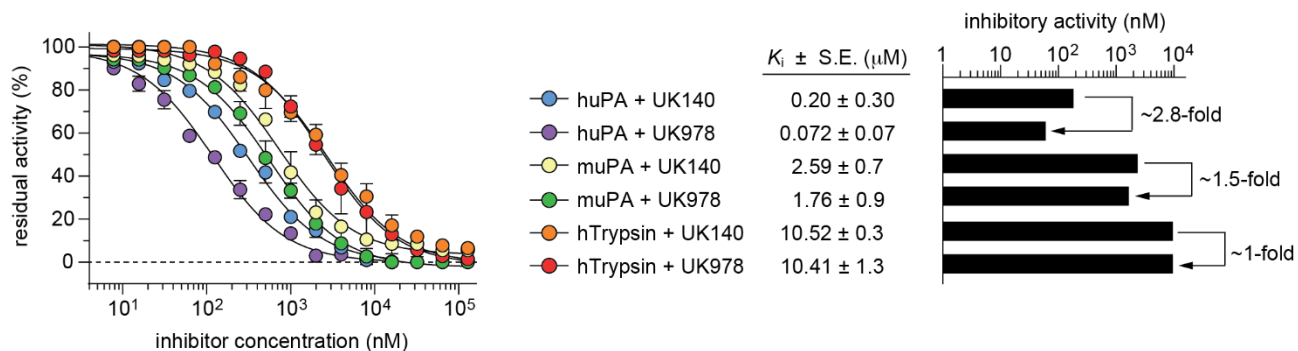 residual activity (%)
100
80
60
40
20
0
10¹ 10² 10³ 10⁴ 10⁵
inhibitor concentration (nM)
huPA + UK140
huPA + UK978
muPA + UK140
muPA + UK978
hTrypsin + UK140
hTrypsin + UK978
Kᵢ ± S.E. (μM)
0.20 ± 0.30
0.072 ± 0.07
2.59 ± 0.7
1.76 ± 0.9
10.52 ± 0.3
10.41 ± 1.3
inhibitory activity (nM)
1 10 10² 10³ 10⁴
~2.8-fold
~1.5-fold
~1-fold